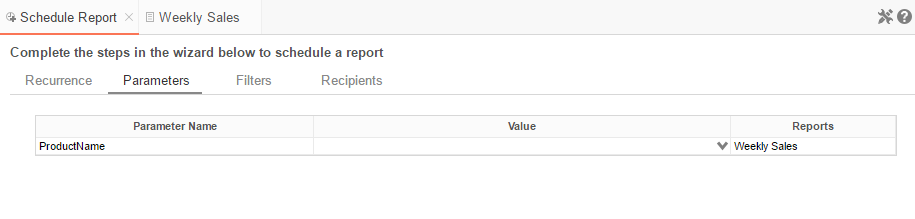 Schedule Report Weekly Sales
Complete the steps in the wizard below to schedule a report
Recurrence Parameters Filters Recipients
Parameter Name Value Reports
ProductName Weekly Sales